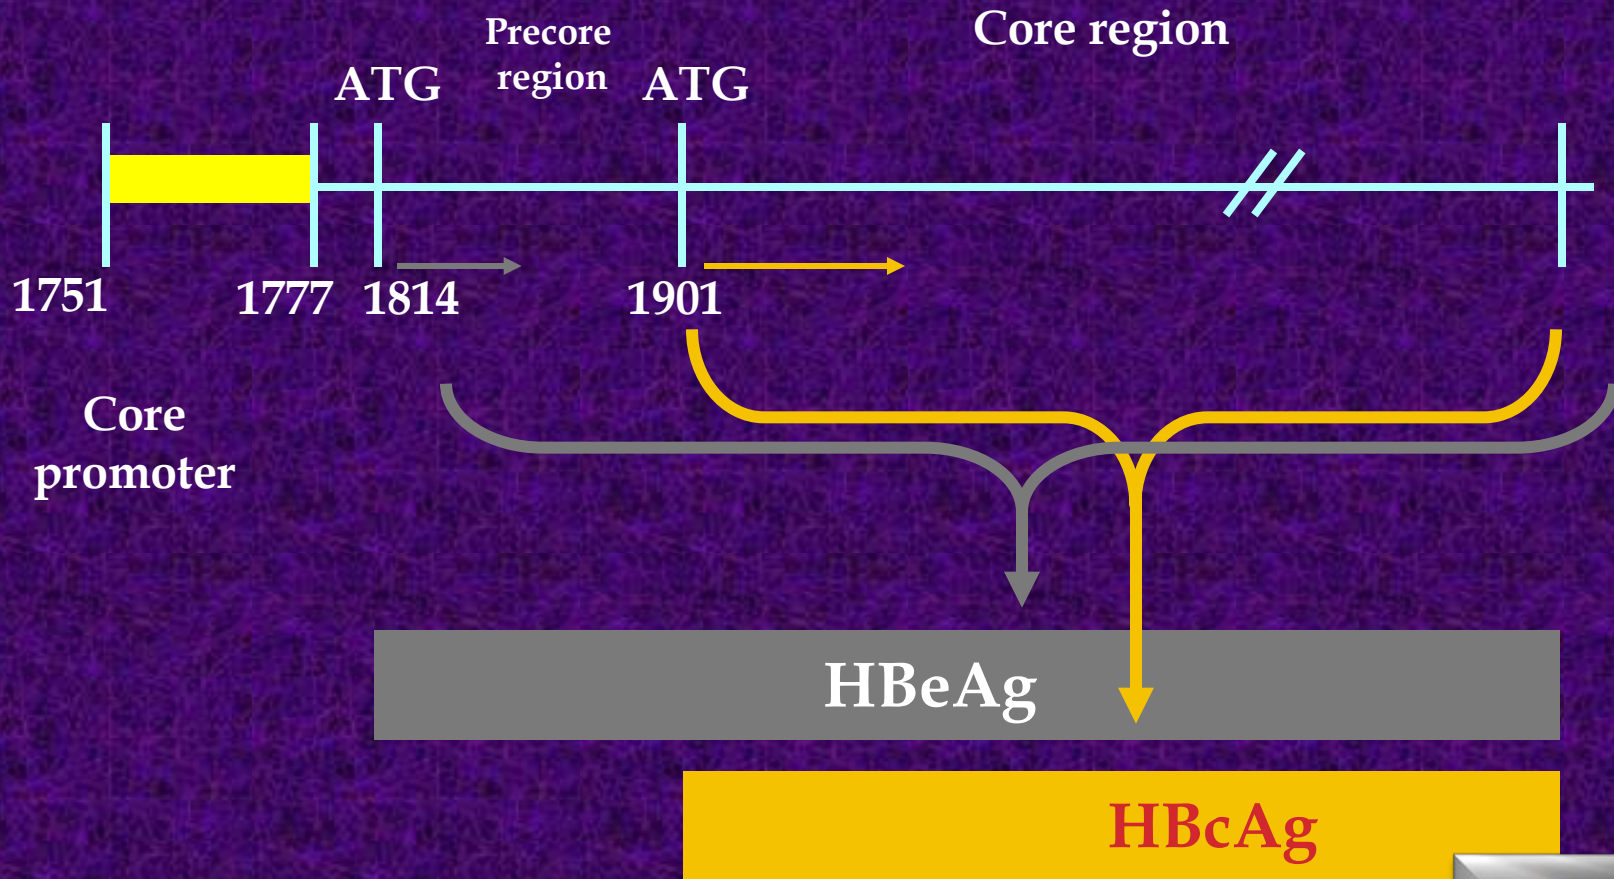 Precore
region
Core region
ATG
ATG
1751
1777
1814
1901
Core
promoter
HBeAg
HBcAg